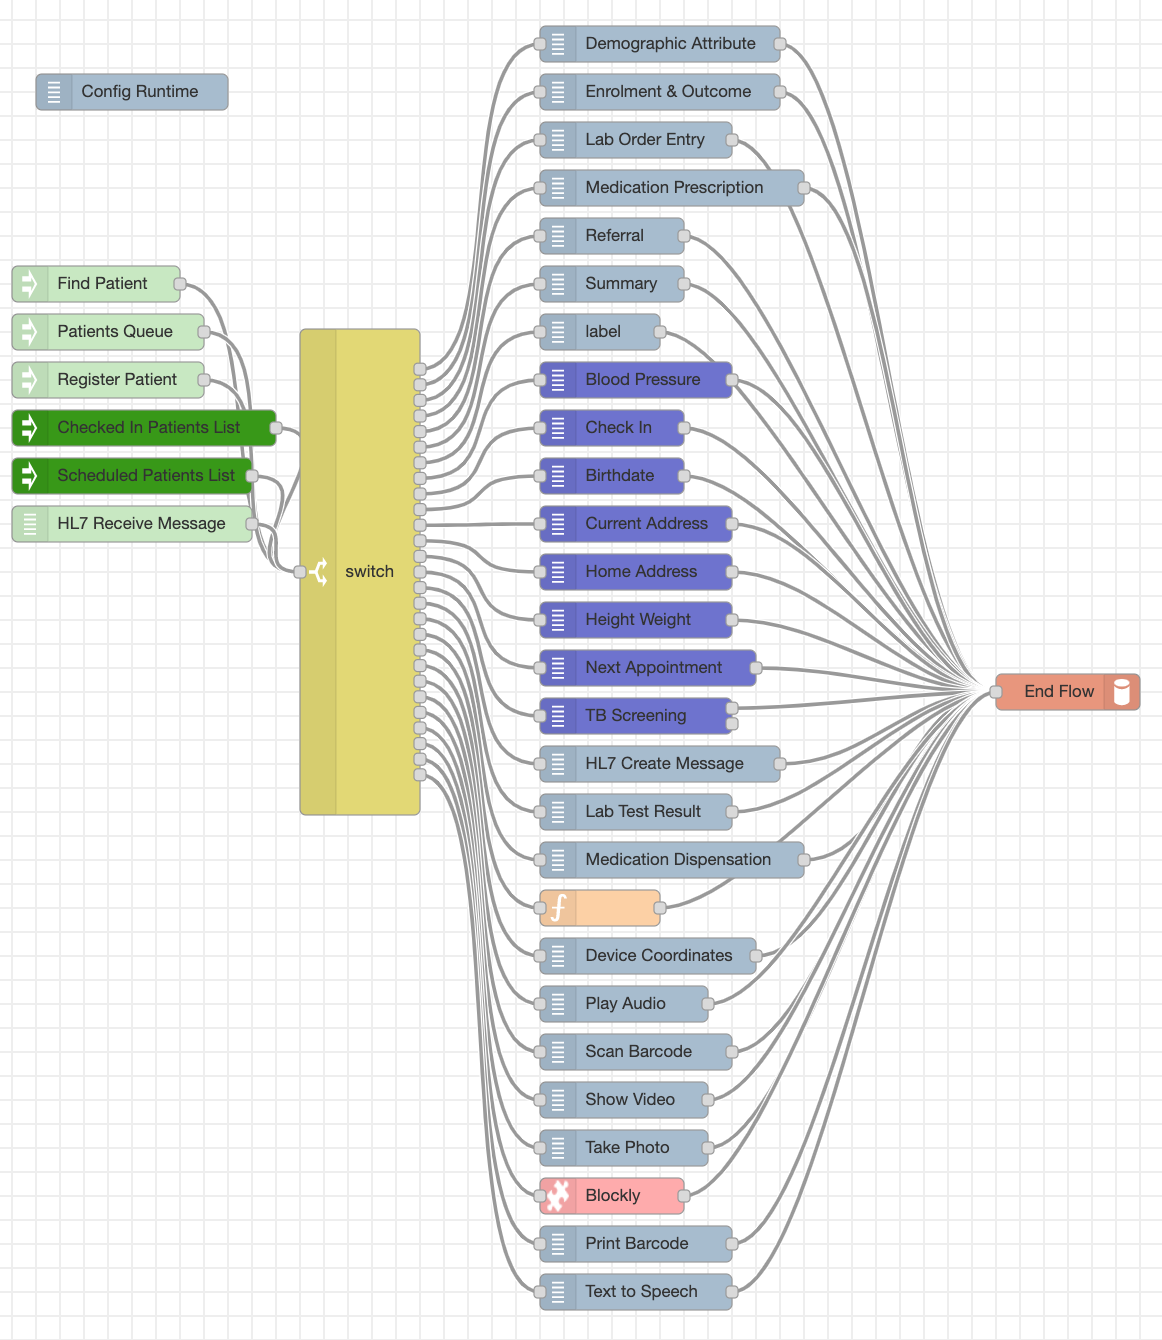 Config Runtime
Find Patient
Patients Queue
Register Patient
Checked In Patients List
Scheduled Patients List
HL7 Receive Message
switch
Demographic Attribute
Enrolment & Outcome
Lab Order Entry
Medication Prescription
Referral
Summary
label
Blood Pressure
Check In
Birthdate
Current Address
Home Address
Height Weight
Next Appointment
TB Screening
HL7 Create Message
Lab Test Result
Medication Dispensation
Device Coordinates
Play Audio
Scan Barcode
Show Video
Take Photo
Blockly
Print Barcode
Text to Speech
End Flow